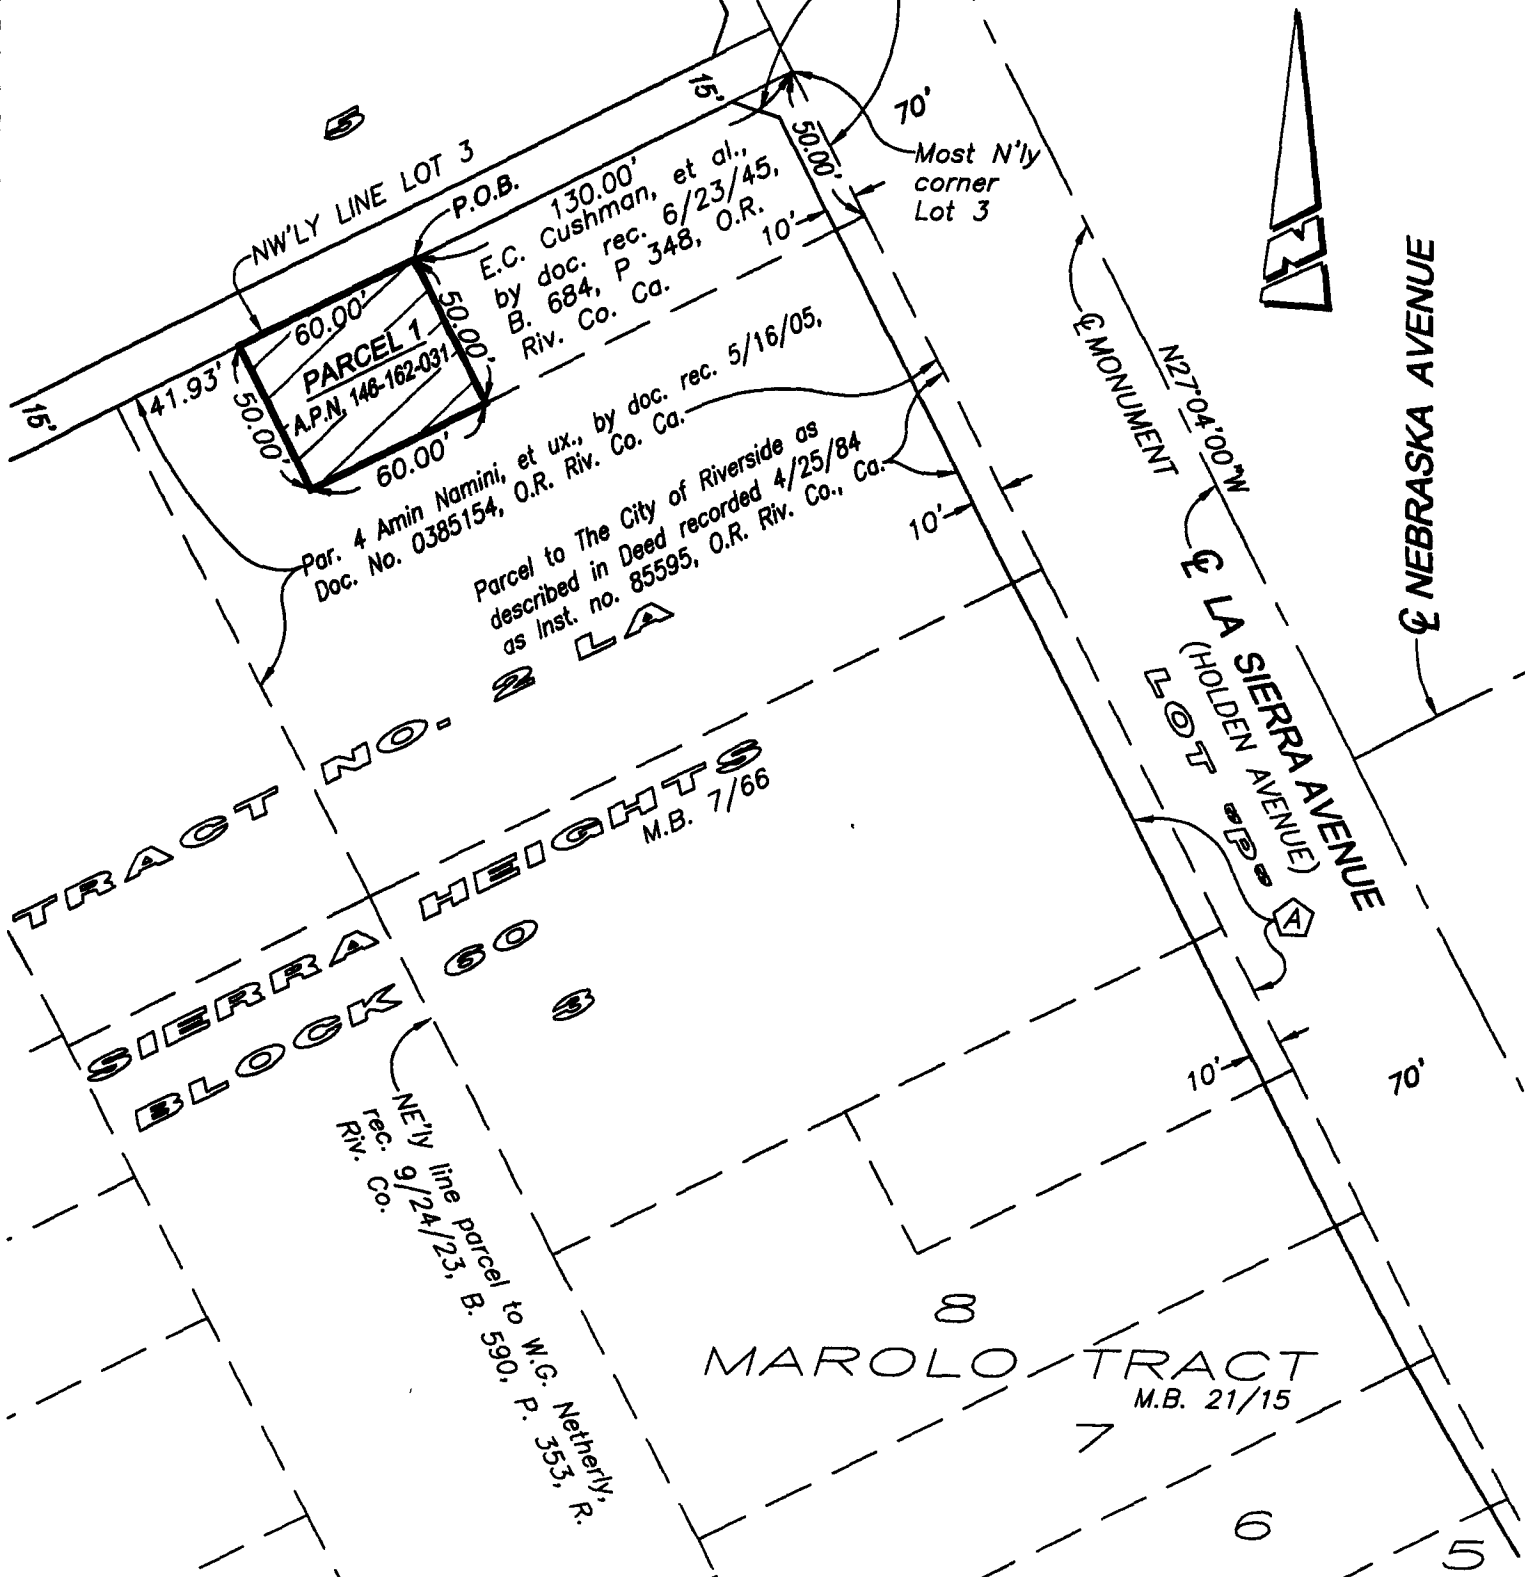 5
15'
70'
50.00'
Most N'ly
corner
Lot 3
NW'LY LINE LOT 3
P.O.B.
130.00'
E.C. Cushman, et al.,
by doc. rec. 6/23/45,
B. 684, P 348, O.R.
Riv. Co. Ca.
10'
60.00'
50.00'
PARCEL 1
A.P.N. 146-162-031
41.93'
50.00'
60.00'
15'
Par. 4 Amin Namini, et ux., by doc. rec. 5/16/05,
Doc. No. 0385154, O.R. Riv. Co. Ca.
Parcel to The City of Riverside as
described in Deed recorded 4/25/84
as Inst. no. 85595, O.R. Riv. Co., Ca.
10'
℄ MONUMENT
N27°04'00"W
℄ NEBRASKA AVENUE
℄ LA SIERRA AVENUE
(HOLDEN AVENUE)
LOT "P"
A
TRACT NO. 2 LA
SIERRA HEIGHTS
M.B. 7/66
BLOCK 60
3
NE'ly line parcel to W.G. Netherly,
rec. 9/24/23, B. 590, P. 353, R.
Riv. Co.
10'
70'
8
MAROLO TRACT
M.B. 21/15
7
6
5